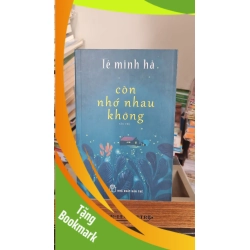 lê minh hà
còn
nhớ nhau
không
Tặng
Bookmark